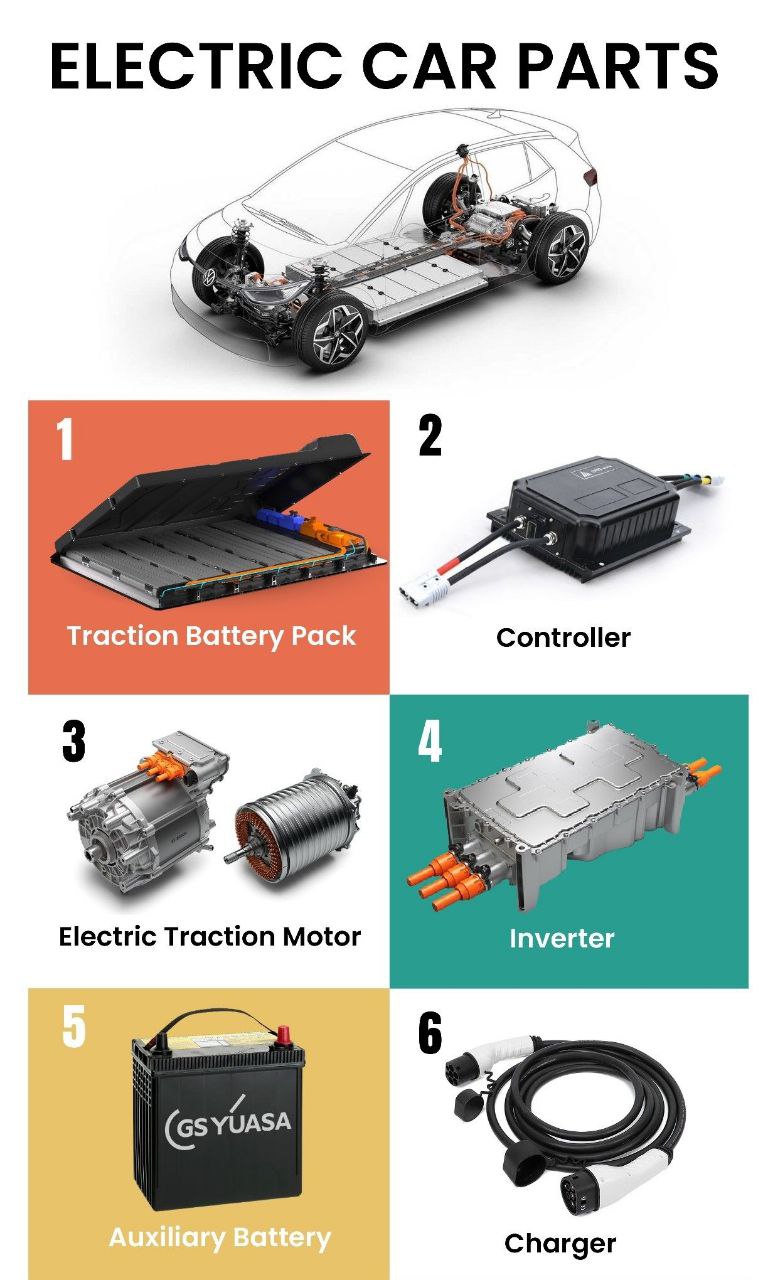 ELECTRIC CAR PARTS
1
2
Traction Battery Pack
Controller
3
4
Electric Traction Motor
Inverter
5
6
GS YUASA
Auxiliary Battery
Charger